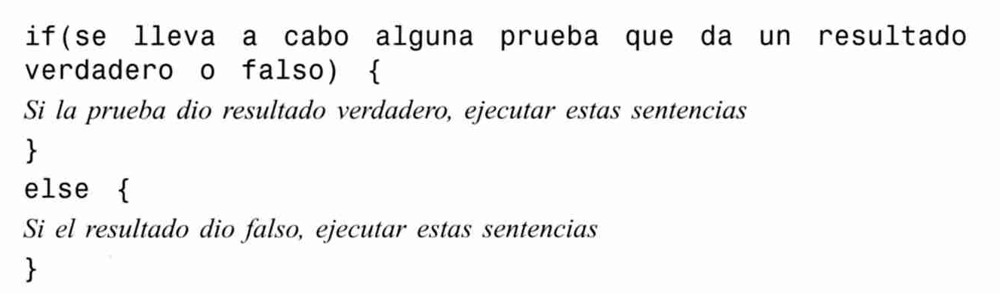 if(se lleva a cabo alguna prueba que da un resultado
verdadero o falso) {
Si la prueba dio resultado verdadero, ejecutar estas sentencias
}
else {
Si el resultado dio falso, ejecutar estas sentencias
}